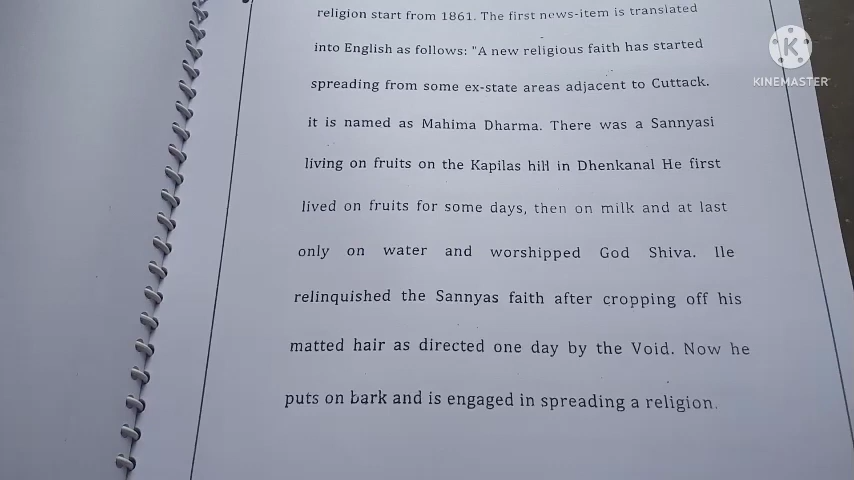 religion start from 1861. The first news-item is translated
into English as follows: "A new religious faith has started
spreading from some ex-state areas adjacent to Cuttack.
it is named as Mahima Dharma. There was a Sannyasi
living on fruits on the Kapilas hill in Dhenkanal He first
lived on fruits for some days, then on milk and at last
only on water and worshipped God Shiva. Ile
relinquished the Sannyas faith after cropping off his
matted hair as directed one day by the Void. Now he
puts on bark and is engaged in spreading a religion.
K
KINEMASTER